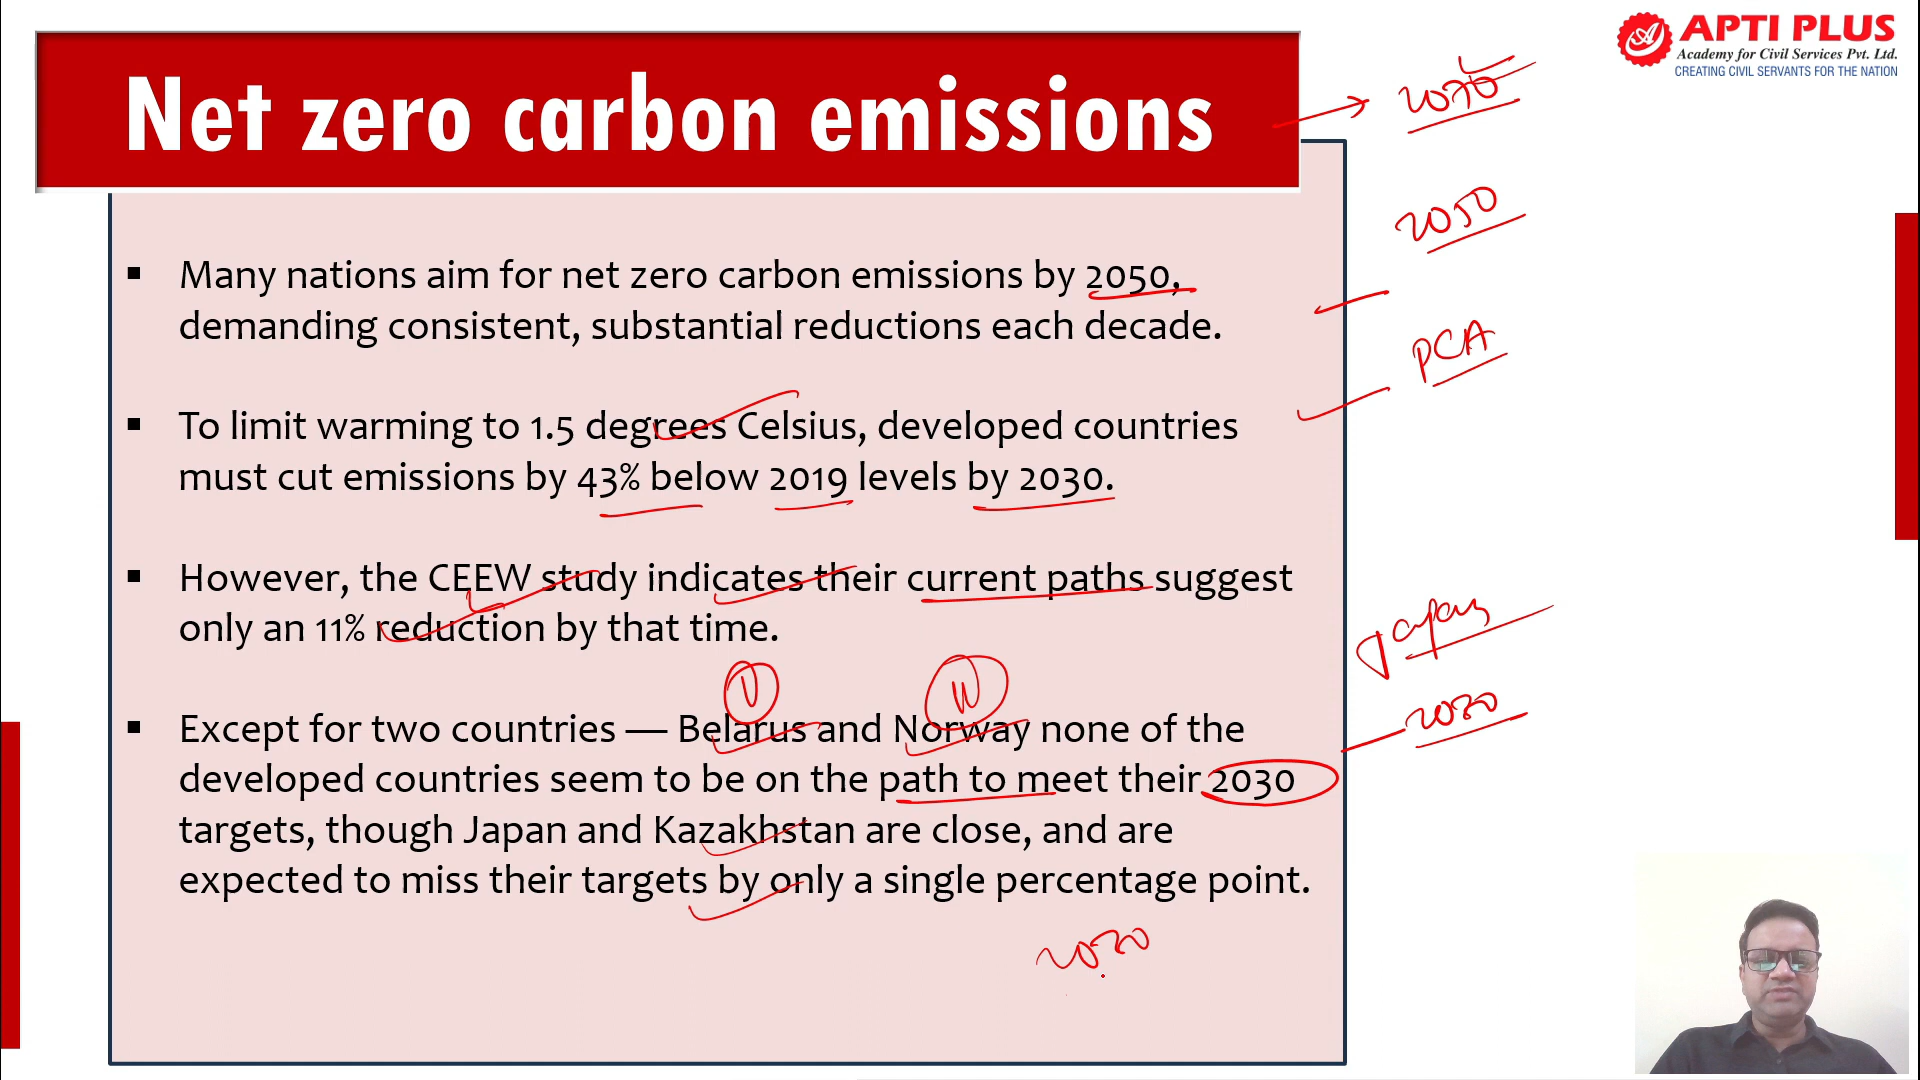 APTI PLUS
Academy for Civil Services Pvt. Ltd.
CREATING CIVIL SERVANTS FOR THE NATION
Net zero carbon emissions
2070
2050
▪ Many nations aim for net zero carbon emissions by 2050,
demanding consistent, substantial reductions each decade.
PCA
▪ To limit warming to 1.5 degrees Celsius, developed countries
must cut emissions by 43% below 2019 levels by 2030.
▪ However, the CEEW study indicates their current paths suggest
only an 11% reduction by that time.
Japan
2030
▪ Except for two countries — Belarus and Norway none of the
developed countries seem to be on the path to meet their 2030
targets, though Japan and Kazakhstan are close, and are
expected to miss their targets by only a single percentage point.
2030